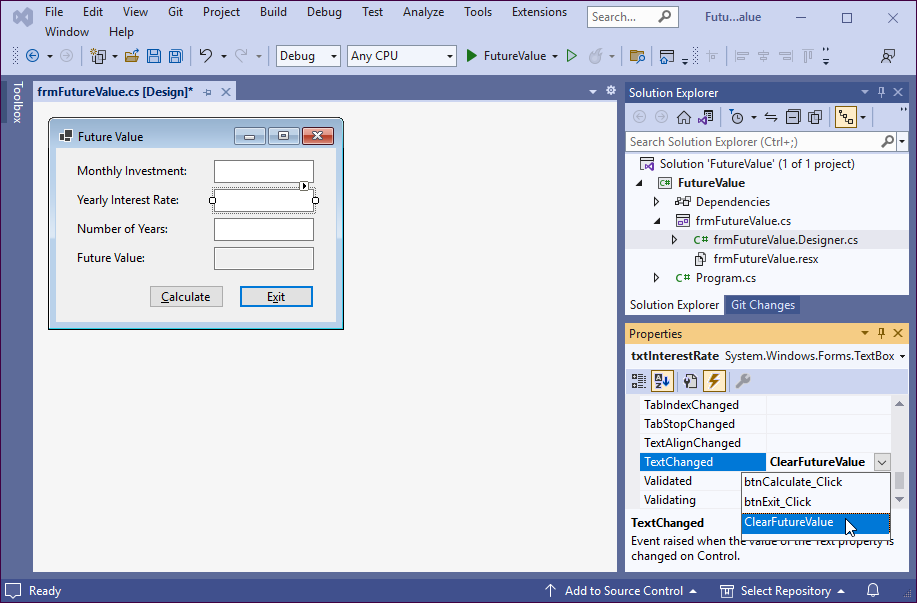 File Edit View Git Project Build Debug Test Analyze Tools Extensions
Window Help
Search...
Futu...alue
Debug Any CPU FutureValue
Toolbox
frmFutureValue.cs [Design]*
Future Value
Monthly Investment:
Yearly Interest Rate:
Number of Years:
Future Value:
Calculate Exit
Solution Explorer
Search Solution Explorer (Ctrl+;)
Solution 'FutureValue' (1 of 1 project)
C# FutureValue
Dependencies
frmFutureValue.cs
C# frmFutureValue.Designer.cs
frmFutureValue.resx
C# Program.cs
Solution Explorer Git Changes
Properties
txtInterestRate System.Windows.Forms.TextBox
TabIndexChanged
TabStopChanged
TextAlignChanged
TextChanged ClearFutureValue
Validated
Validating
btnCalculate_Click
btnExit_Click
ClearFutureValue
TextChanged
Event raised when the value of the Text property is
changed on Control.
Ready Add to Source Control Select Repository